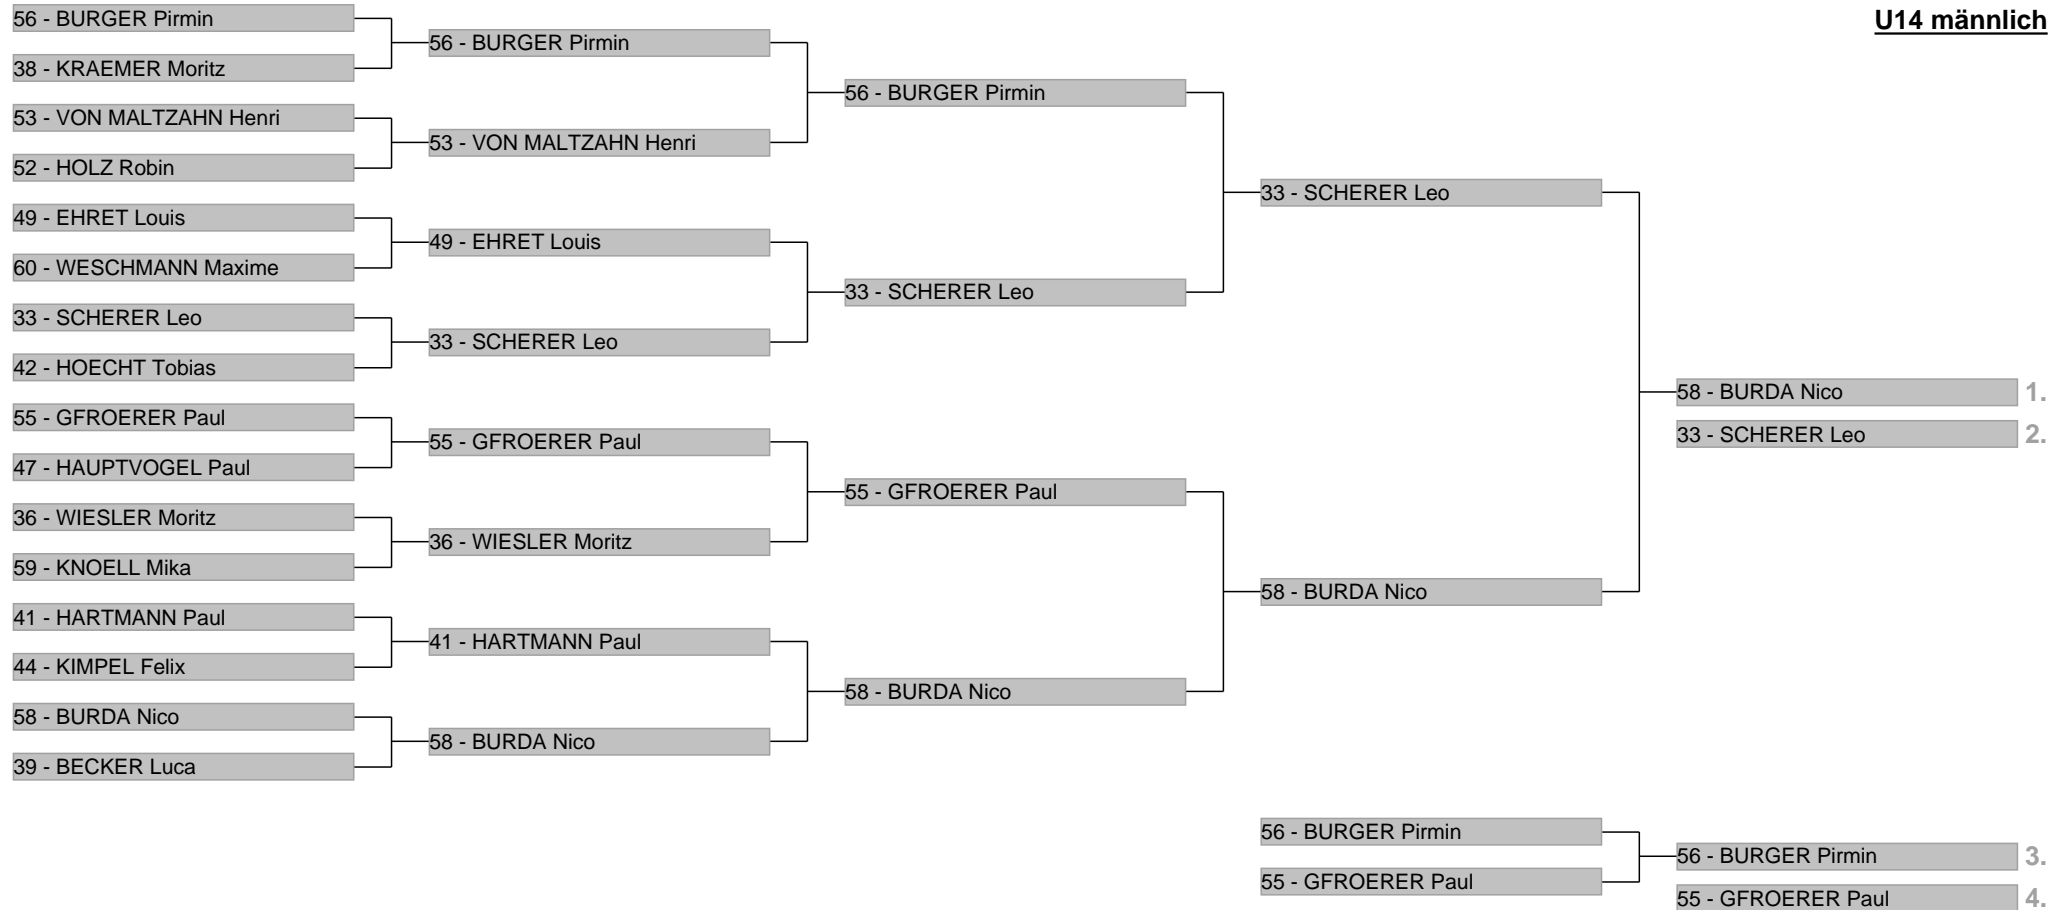 U14 männlich
56 - BURGER Pirmin
38 - KRAEMER Moritz
53 - VON MALTZAHN Henri
52 - HOLZ Robin
49 - EHRET Louis
60 - WESCHMANN Maxime
33 - SCHERER Leo
42 - HOECHT Tobias
55 - GFROERER Paul
47 - HAUPTVOGEL Paul
36 - WIESLER Moritz
59 - KNOELL Mika
41 - HARTMANN Paul
44 - KIMPEL Felix
58 - BURDA Nico
39 - BECKER Luca
56 - BURGER Pirmin
53 - VON MALTZAHN Henri
49 - EHRET Louis
33 - SCHERER Leo
55 - GFROERER Paul
36 - WIESLER Moritz
41 - HARTMANN Paul
58 - BURDA Nico
56 - BURGER Pirmin
33 - SCHERER Leo
55 - GFROERER Paul
58 - BURDA Nico
33 - SCHERER Leo
58 - BURDA Nico
58 - BURDA Nico 1.
33 - SCHERER Leo 2.
56 - BURGER Pirmin
55 - GFROERER Paul
56 - BURGER Pirmin 3.
55 - GFROERER Paul 4.